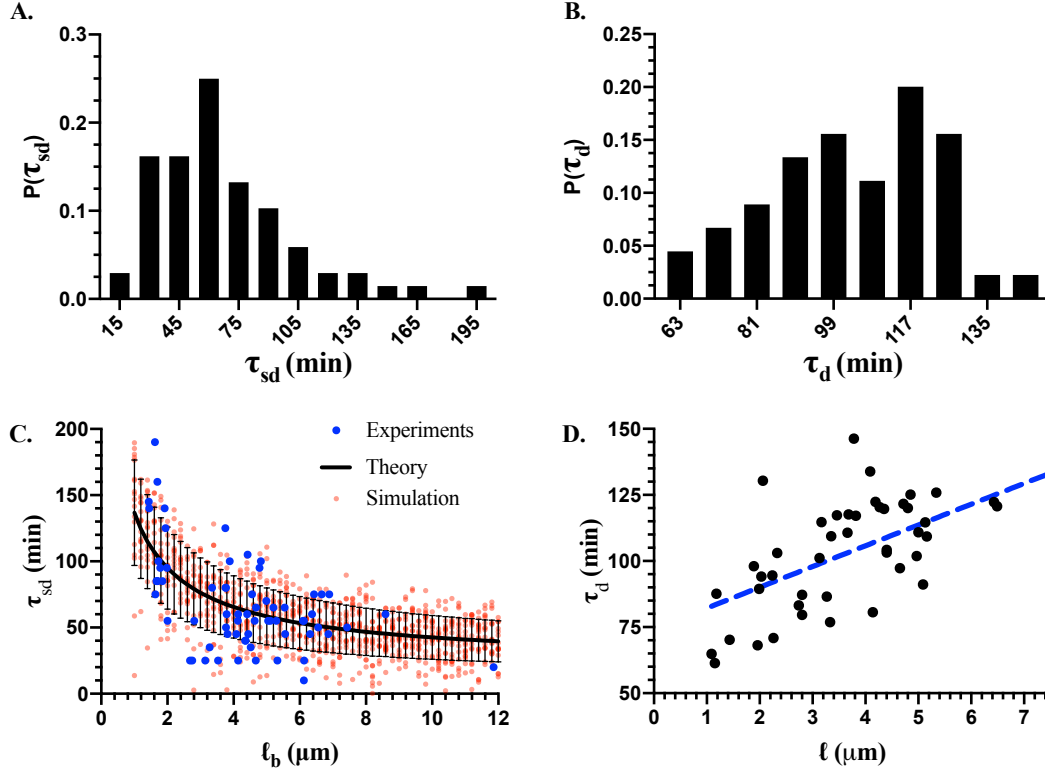 A.
0.3
0.2
0.1
0.0
P(τsd)
15
45
75
105
135
165
195
τsd (min)
B.
0.25
0.20
0.15
0.10
0.05
0.00
P(τd)
63
81
99
117
135
τd (min)
C.
200
150
100
50
0
τsd (min)
Experiments
Theory
Simulation
0 2 4 6 8 10 12
ℓb (μm)
D.
150
125
100
75
50
τd (min)
0 1 2 3 4 5 6 7
ℓ (μm)